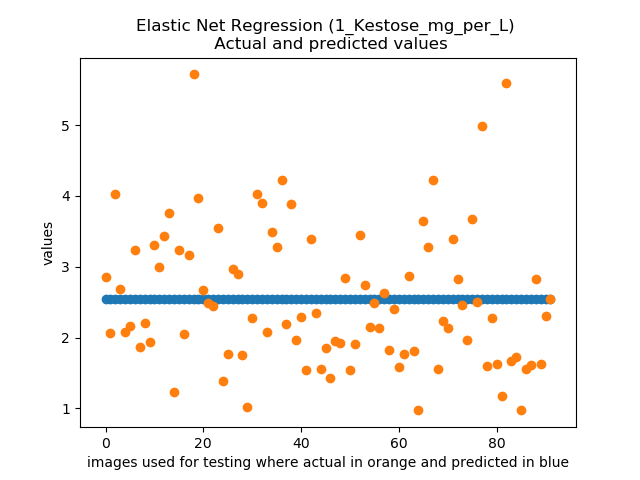 Elastic Net Regression (1_Kestose_mg_per_L)
Actual and predicted values
values
5
4
3
2
1
0 20 40 60 80
images used for testing where actual in orange and predicted in blue